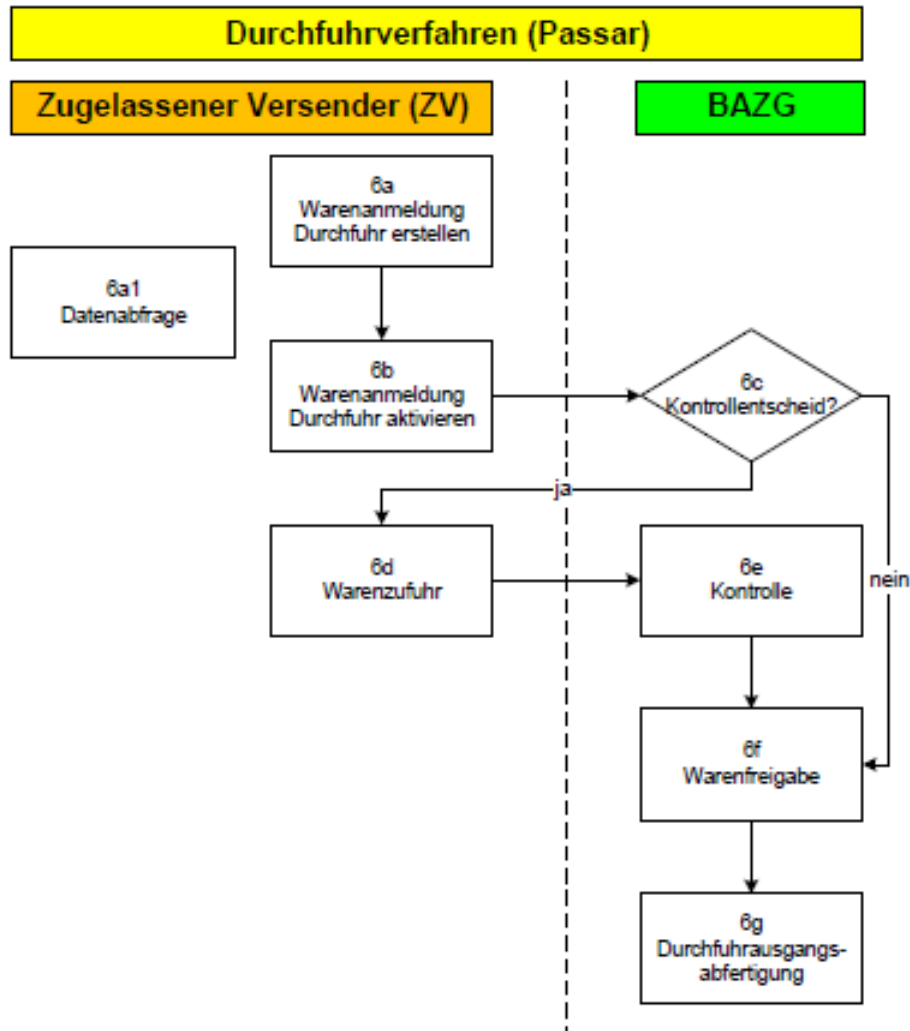 Durchfuhrverfahren (Passar)
Zugelassener Versender (ZV)
BAZG
6a
Warenanmeldung
Durchfuhr erstellen
6a1
Datenabfrage
6b
Warenanmeldung
Durchfuhr aktivieren
6c
Kontrollentscheid?
ja
6d
Warenzufuhr
6e
Kontrolle
nein
6f
Warenfreigabe
6g
Durchfuhrausgangs-
abfertigung